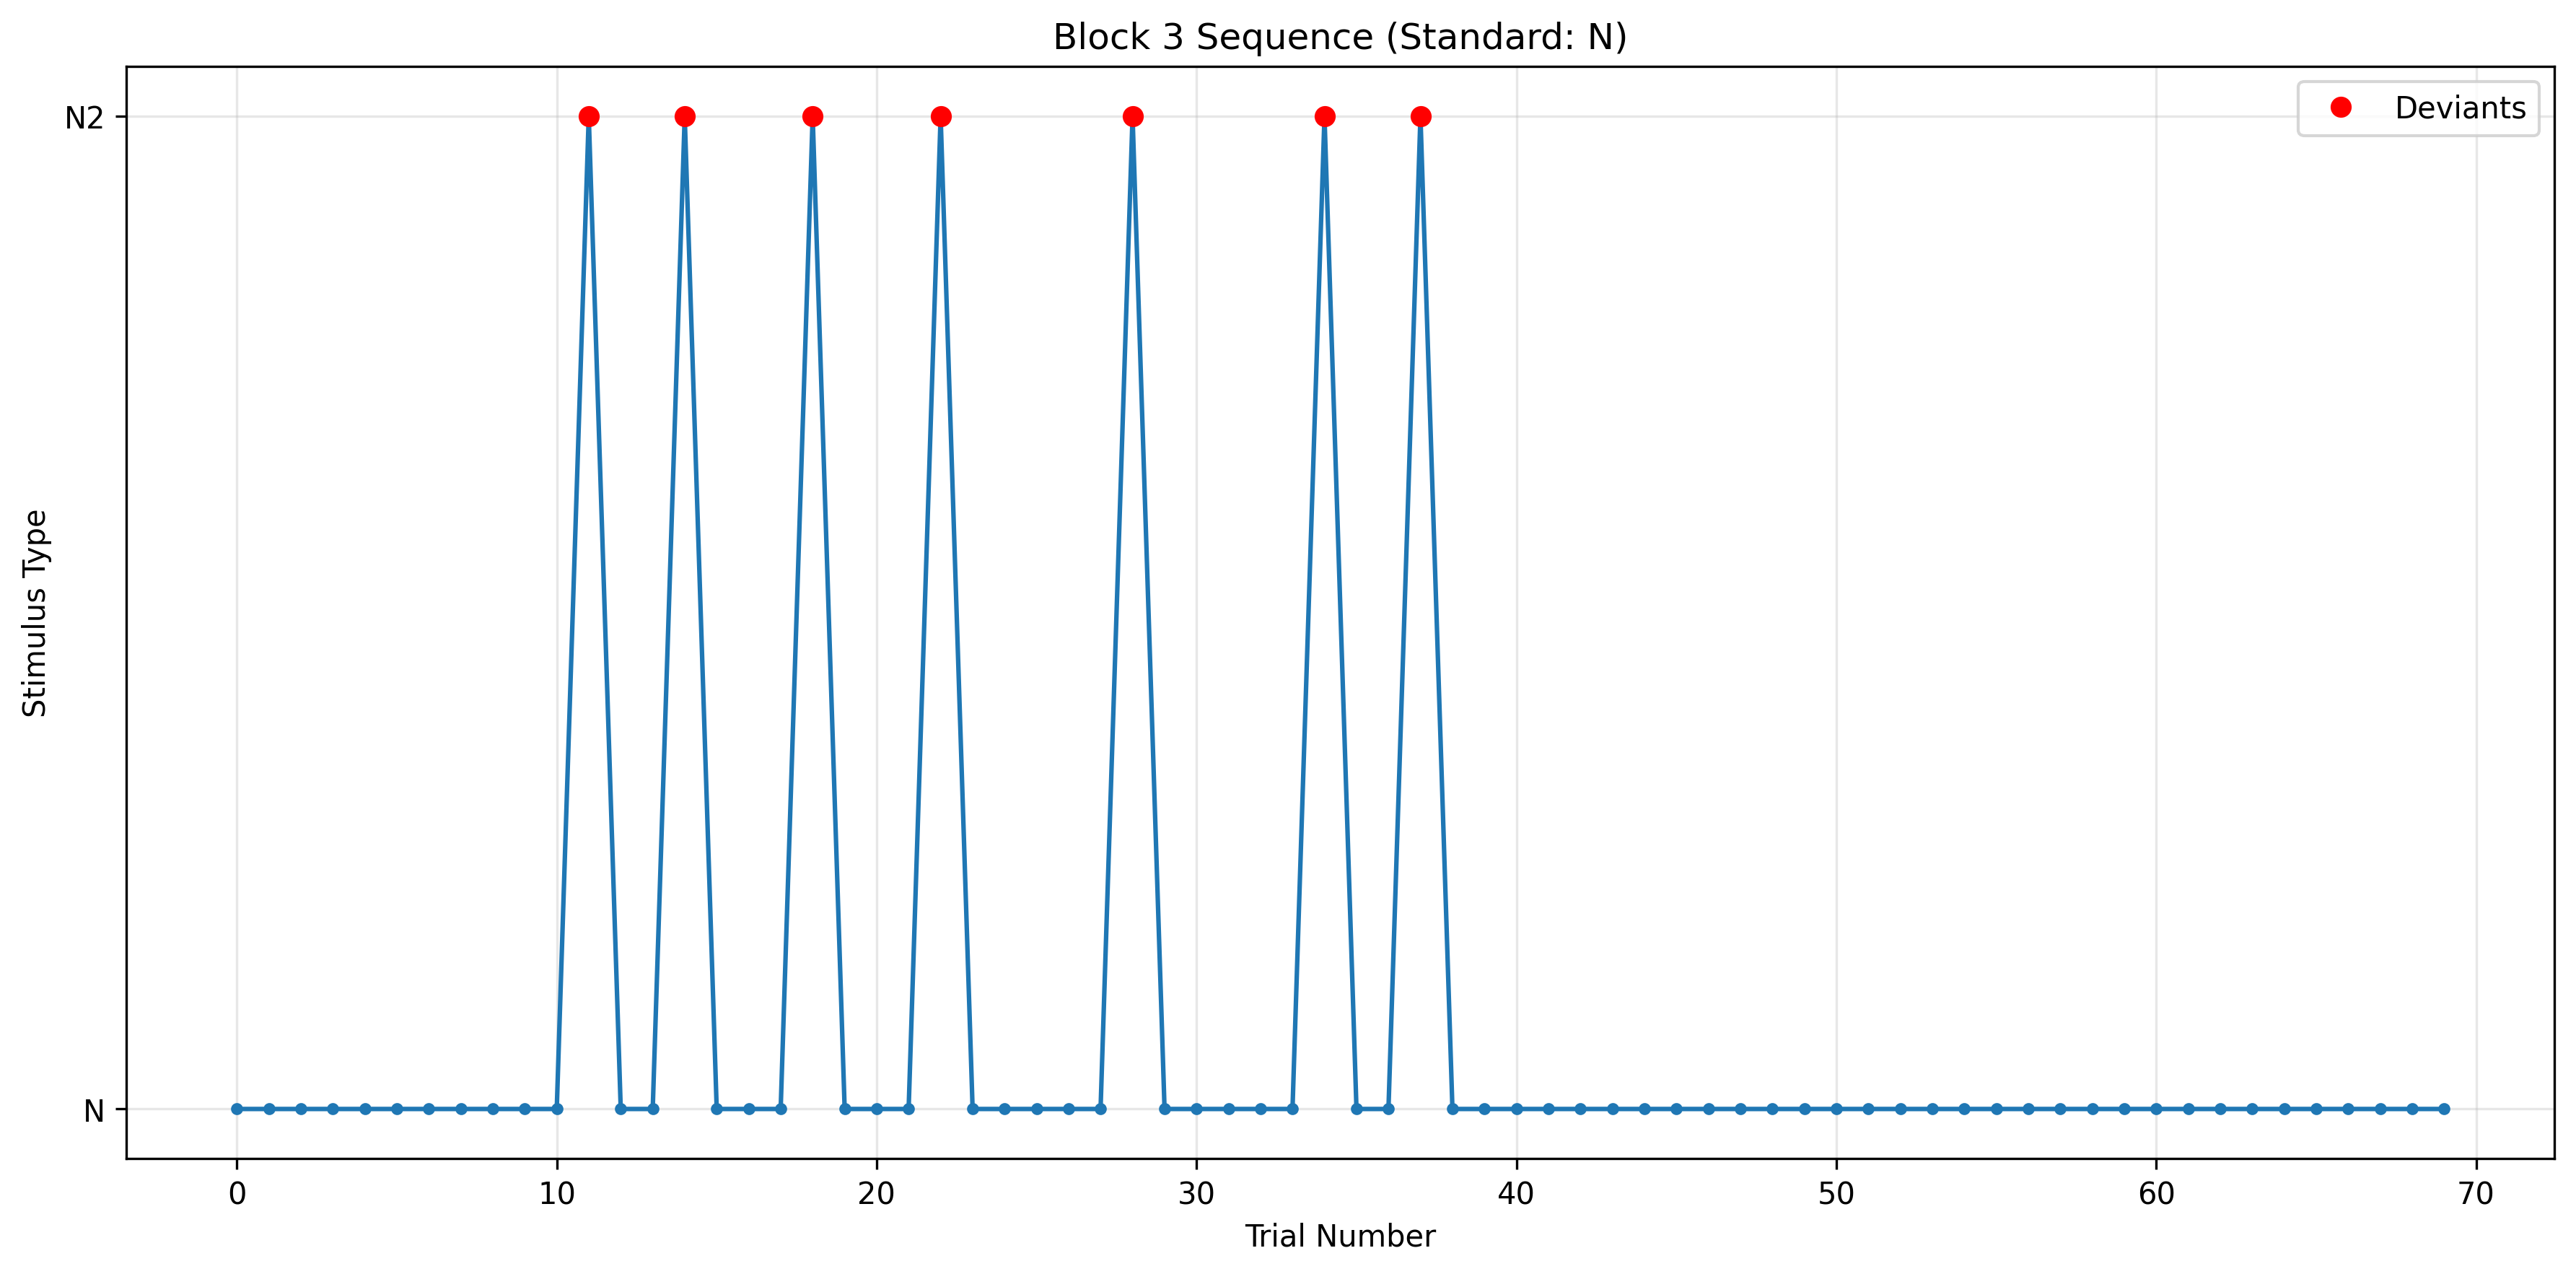 Block 3 Sequence (Standard: N)
N2
Deviants
Stimulus Type
N
0 10 20 30 40 50 60 70
Trial Number